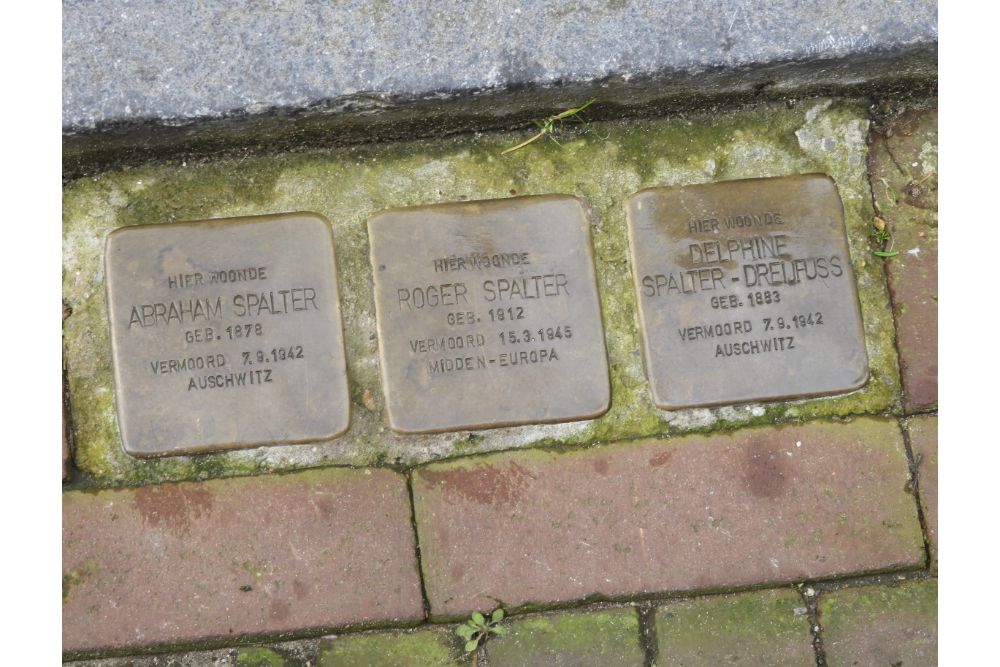 HIER WOONDE
ABRAHAM SPALTER
GEB. 1878
VERMOORD 7.9.1942
AUSCHWITZ
HIER WOONDE
ROGER SPALTER
GEB. 1912
VERMOORD 15.3.1945
MIDDEN-EUROPA
HIER WOONDE
DELPHINE
SPALTER-DREIJFUSS
GEB. 1883
VERMOORD 7.9.1942
AUSCHWITZ